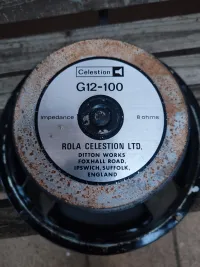 Celestion
G12-100
impedance 8 ohms
ROLA CELESTION LTD.
DITTON WORKS
FOXHALL ROAD,
IPSWICH, SUFFOLK,
ENGLAND